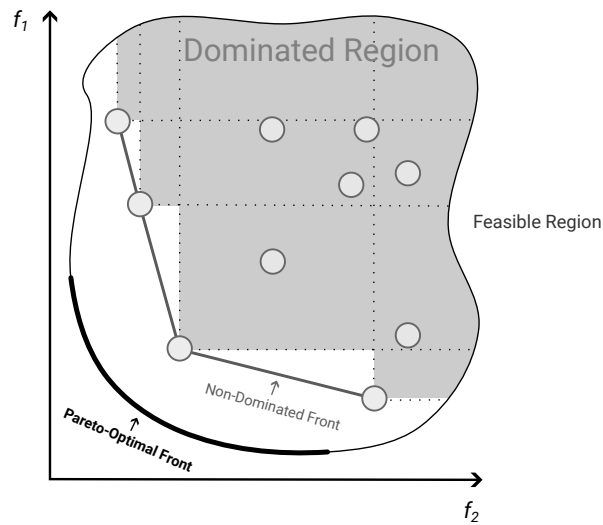 f1
Dominated Region
Feasible Region
Non-Dominated Front
Pareto-Optimal Front
f2